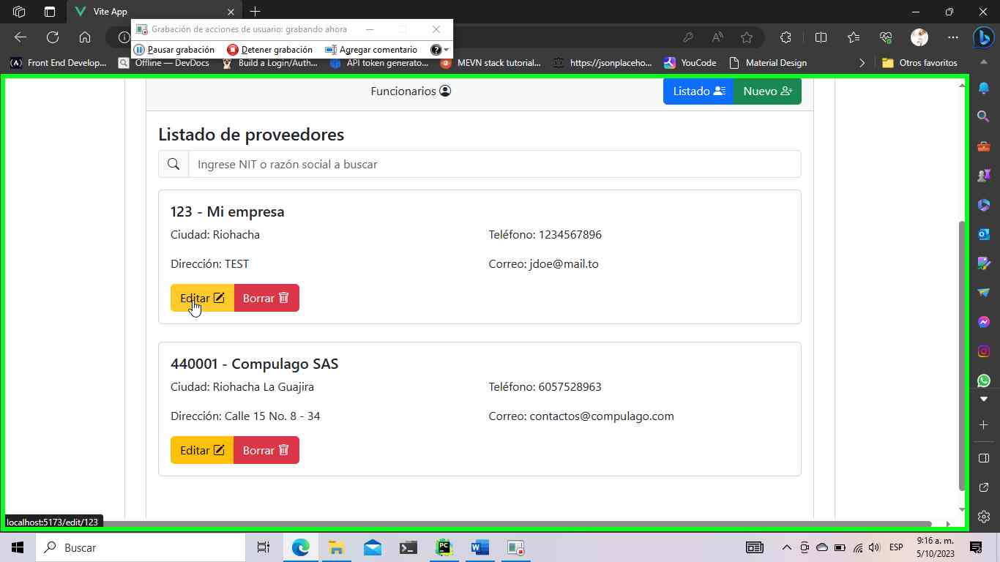 Vite App
Grabación de acciones de usuario: grabando ahora
Pausar grabación Detener grabación Agregar comentario
Front End Develop... Offline — DevDocs Build a Login/Auth... API token generato... MEVN stack tutorial... https://jsonplaceho... YouCode Material Design Otros favoritos
Funcionarios Listado Nuevo
Listado de proveedores
Ingrese NIT o razón social a buscar
123 - Mi empresa
Ciudad: Riohacha Teléfono: 1234567896
Dirección: TEST Correo: jdoe@mail.to
Editar Borrar
440001 - Compulago SAS
Ciudad: Riohacha La Guajira Teléfono: 6057528963
Dirección: Calle 15 No. 8 - 34 Correo: contactos@compulago.com
Editar Borrar
localhost:5173/edit/123
Buscar ESP 9:16 a. m.
5/10/2023